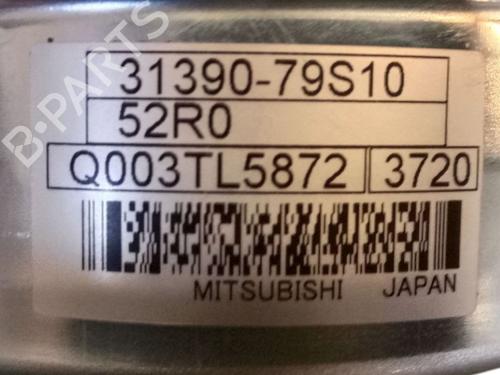 31390-79S10
52R0
Q003TL5872 3720
MITSUBISHI JAPAN
B-PARTS